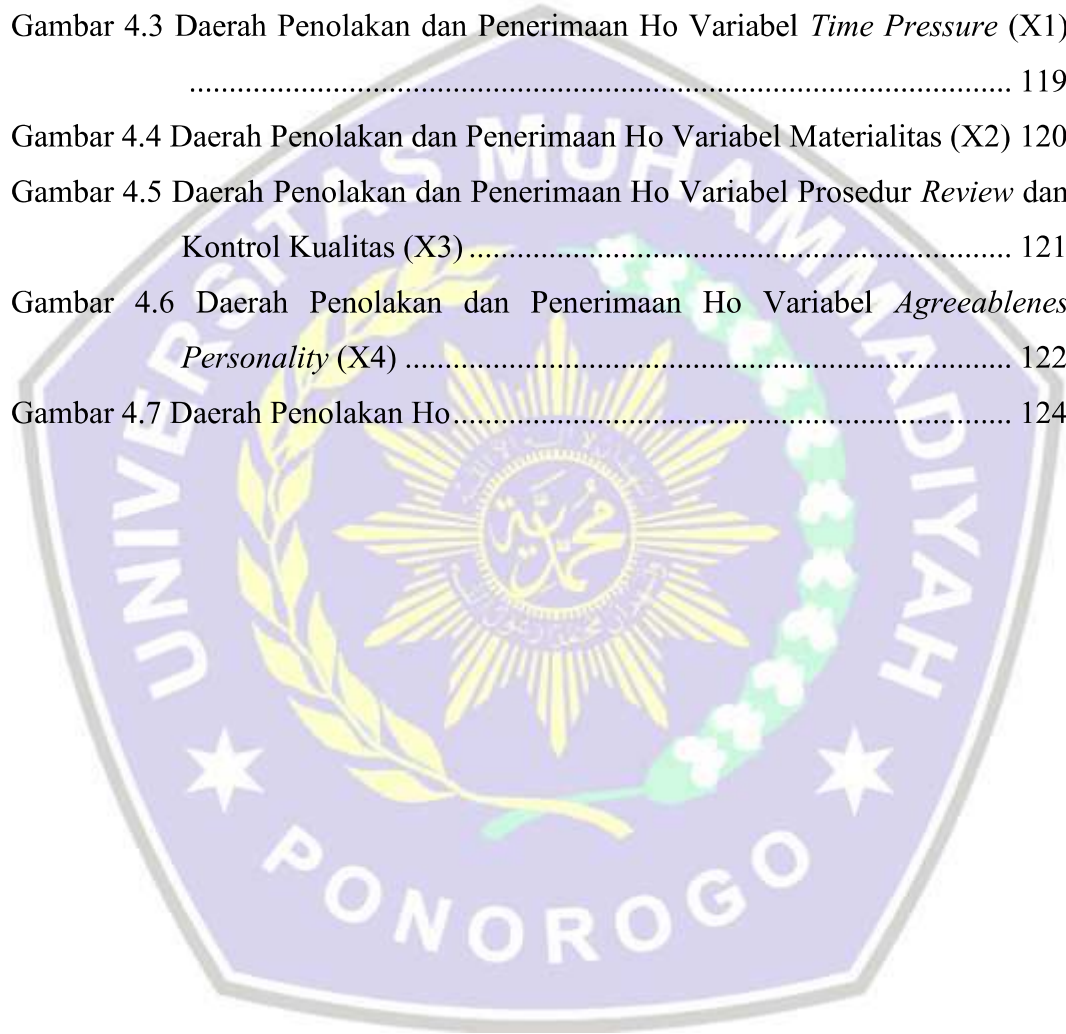 Gambar 4.3 Daerah Penolakan dan Penerimaan Ho Variabel Time Pressure (X1)
....................................................................................................... 119
Gambar 4.4 Daerah Penolakan dan Penerimaan Ho Variabel Materialitas (X2) 120
Gambar 4.5 Daerah Penolakan dan Penerimaan Ho Variabel Prosedur Review dan
Kontrol Kualitas (X3) .................................................................... 121
Gambar 4.6 Daerah Penolakan dan Penerimaan Ho Variabel Agreeablenes
Personality (X4) ............................................................................ 122
Gambar 4.7 Daerah Penolakan Ho...................................................................... 124
UNIVERSITAS MUHAMMADIYAH
PONOROGO
محمدية